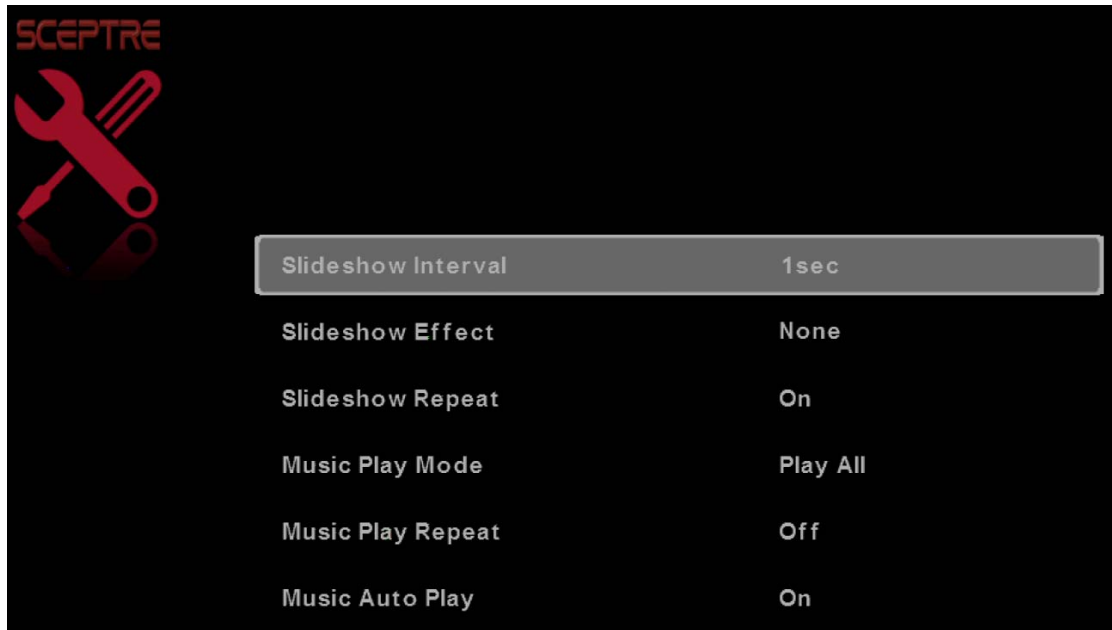 SCEPTRE
Slideshow Interval 1sec
Slideshow Effect None
Slideshow Repeat On
Music Play Mode Play All
Music Play Repeat Off
Music Auto Play On